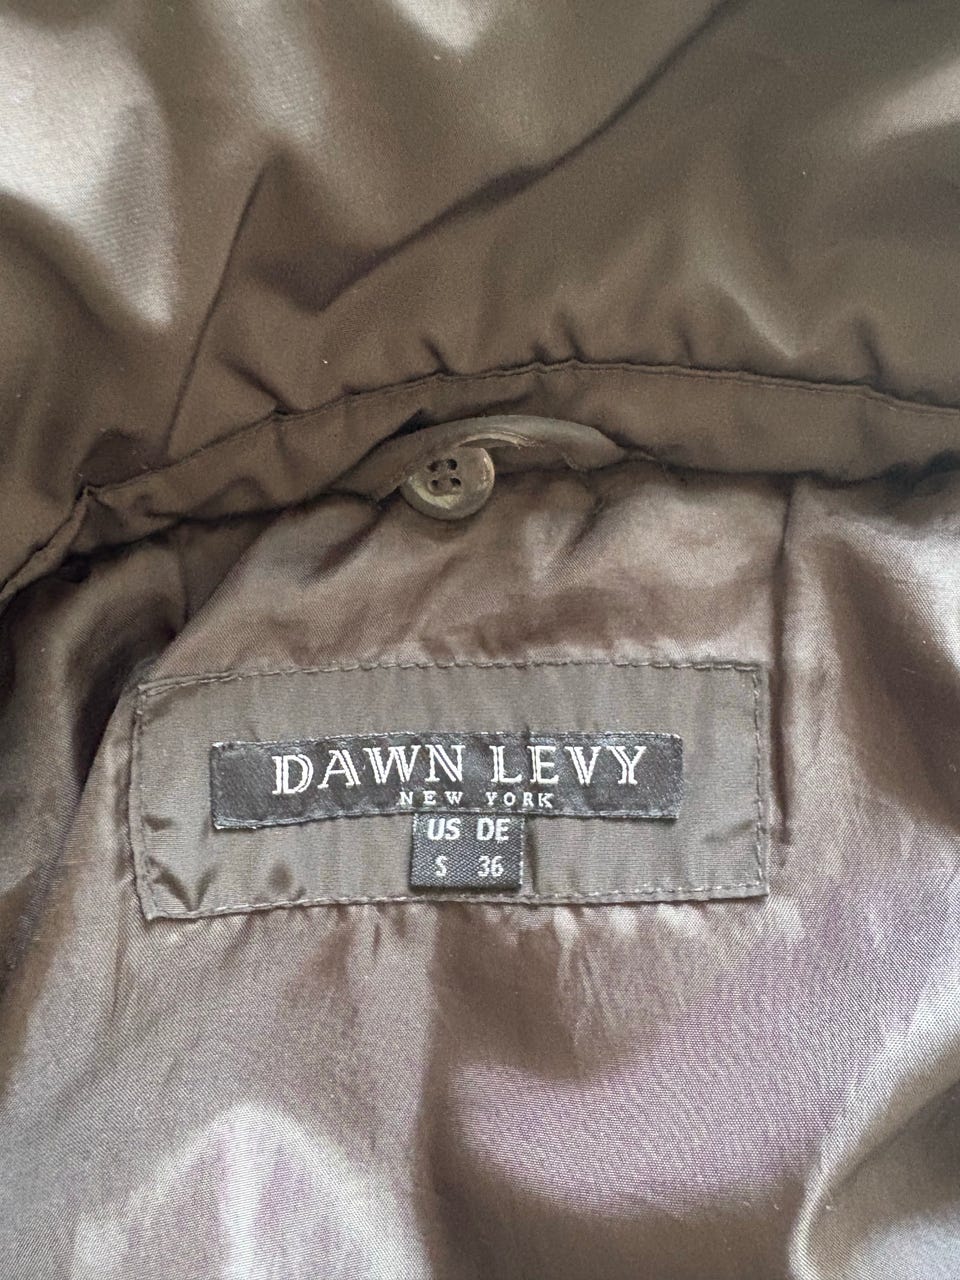 DAWN LEVY
NEW YORK
US DE
S 36